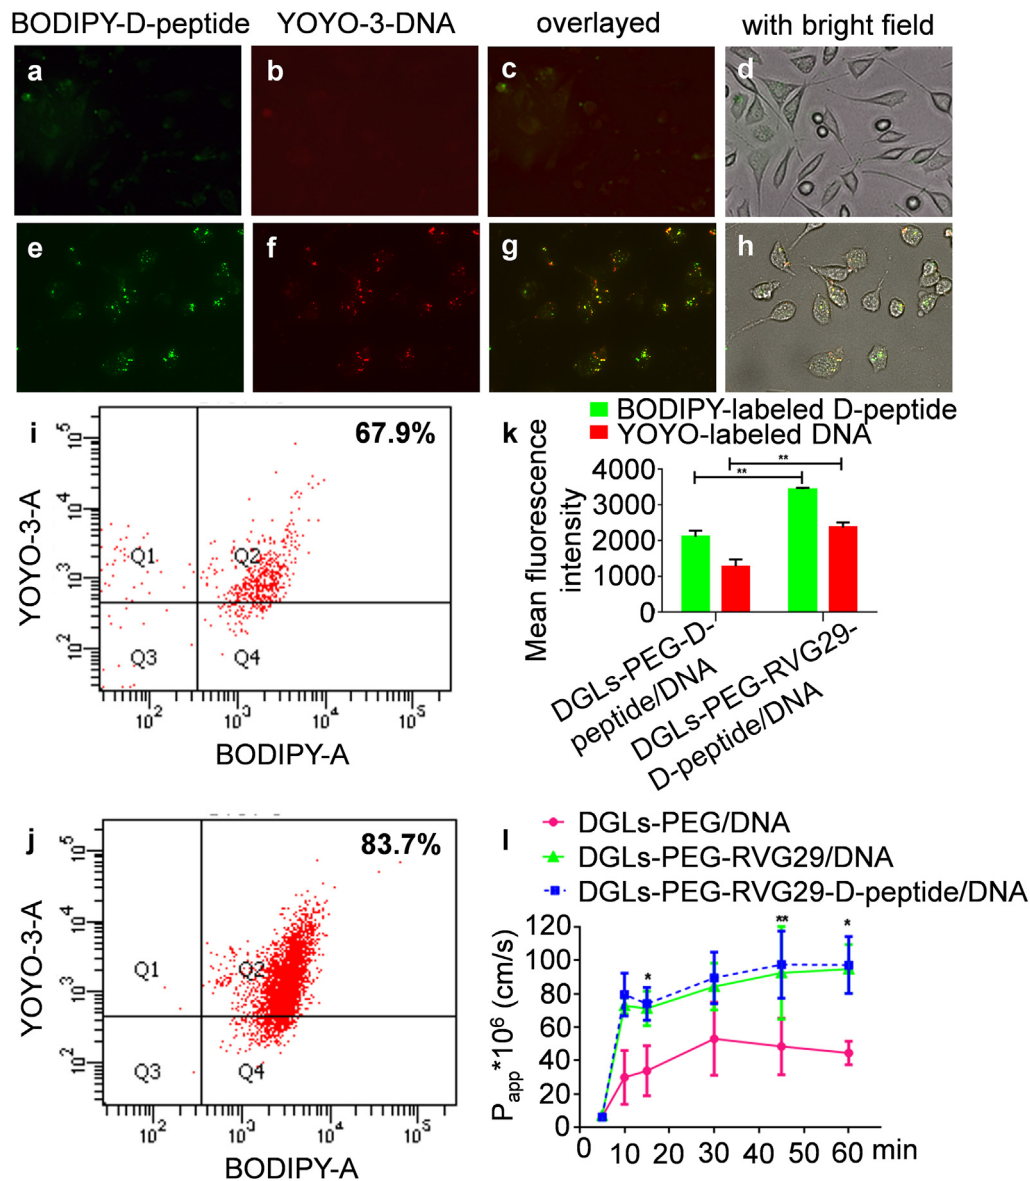 BODIPY-D-peptide YOYO-3-DNA overlayed with bright field
a b c d
e f g h
i
67.9%
YOYO-3-A
10^5
10^4
10^3
10^2
Q1 Q2
Q3 Q4
10^2 10^3 10^4 10^5
BODIPY-A
k
BODIPY-labeled D-peptide
YOYO-labeled DNA
Mean fluorescence
intensity
** **
4000
3000
2000
1000
0
DGLs-PEG-D-
peptide/DNA
DGLs-PEG-RVG29-
D-peptide/DNA
j
83.7%
YOYO-3-A
10^5
10^4
10^3
10^2
Q1 Q2
Q3 Q4
10^2 10^3 10^4 10^5
BODIPY-A
l
DGLs-PEG/DNA
DGLs-PEG-RVG29/DNA
DGLs-PEG-RVG29-D-peptide/DNA
P_app*10^6 (cm/s)
120
100
80
60
40
20
0
* ** *
0 10 20 30 40 50 60 min